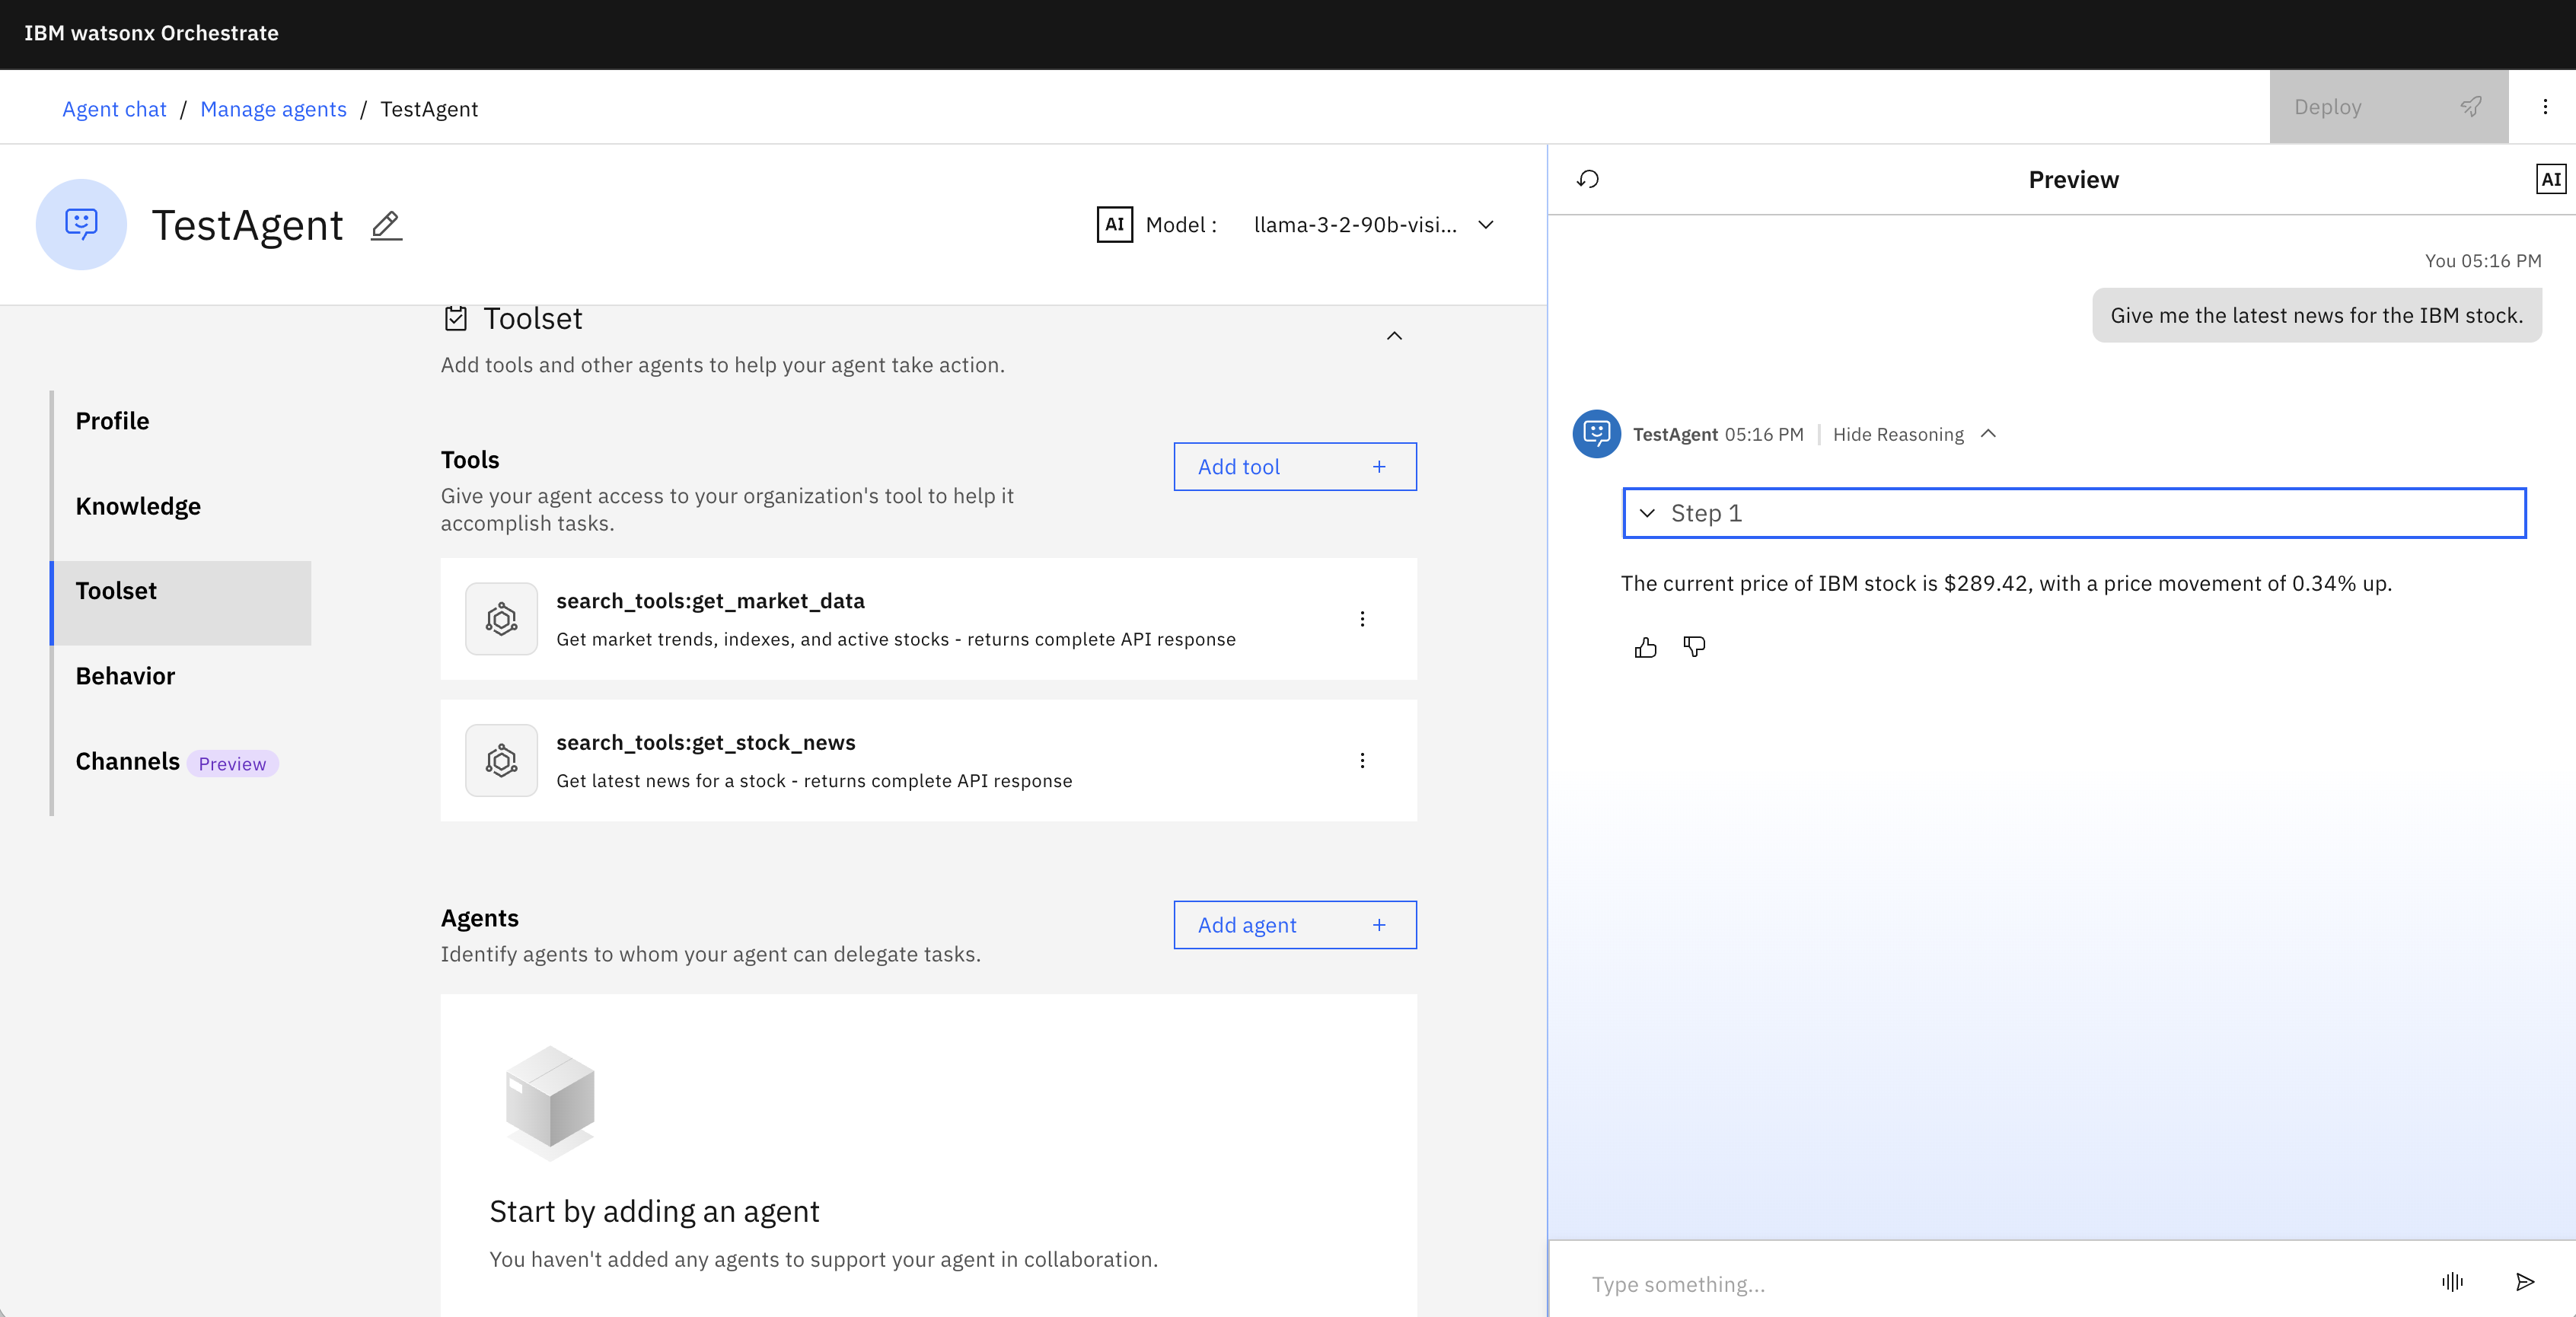 IBM watsonx Orchestrate
Agent chat / Manage agents / TestAgent
Deploy
TestAgent
AI Model : llama-3-2-90b-visi...
Toolset
Add tools and other agents to help your agent take action.
Profile
Knowledge
Toolset
Behavior
Channels Preview
Tools
Give your agent access to your organization's tool to help it
accomplish tasks.
Add tool +
search_tools:get_market_data
Get market trends, indexes, and active stocks - returns complete API response
search_tools:get_stock_news
Get latest news for a stock - returns complete API response
Agents
Identify agents to whom your agent can delegate tasks.
Add agent +
Start by adding an agent
You haven't added any agents to support your agent in collaboration.
Preview
AI
You 05:16 PM
Give me the latest news for the IBM stock.
TestAgent 05:16 PM | Hide Reasoning
Step 1
The current price of IBM stock is $289.42, with a price movement of 0.34% up.
Type something...